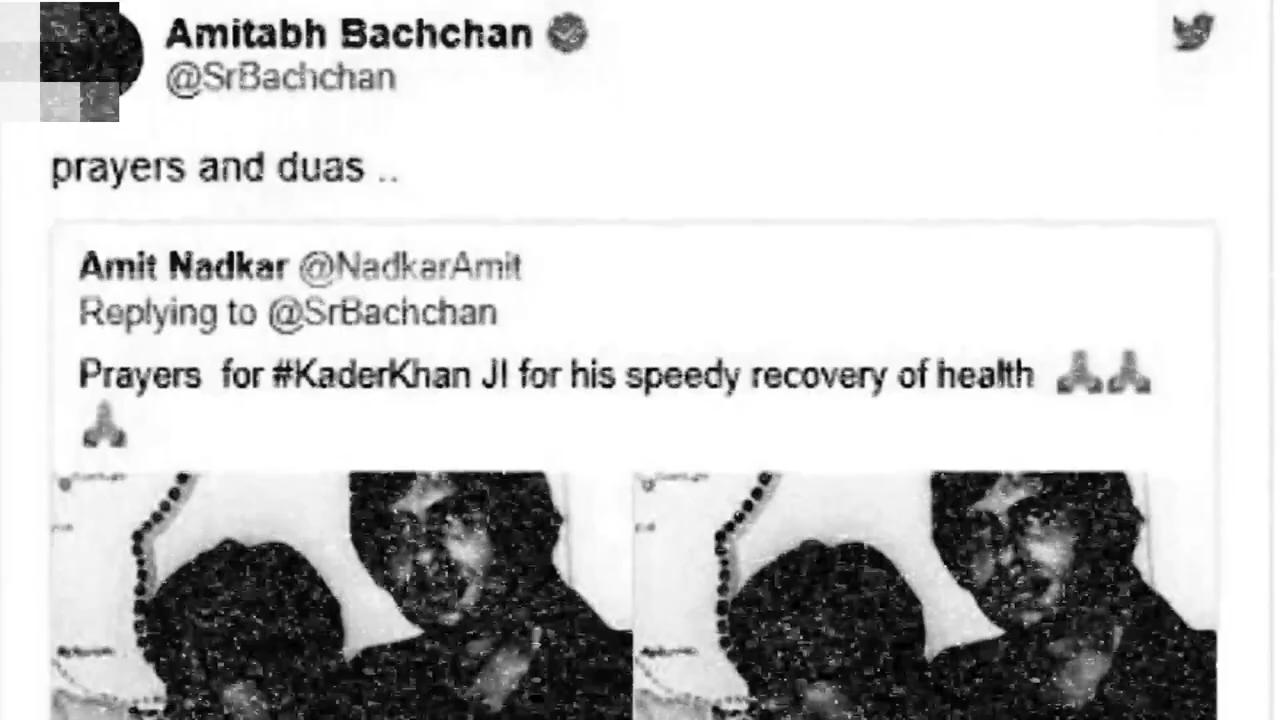 Amitabh Bachchan
@SrBachchan
prayers and duas ..
Amit Nadkar @NadkarAmit
Replying to @SrBachchan
Prayers for #KaderKhan JI for his speedy recovery of health 🙏🙏
🙏